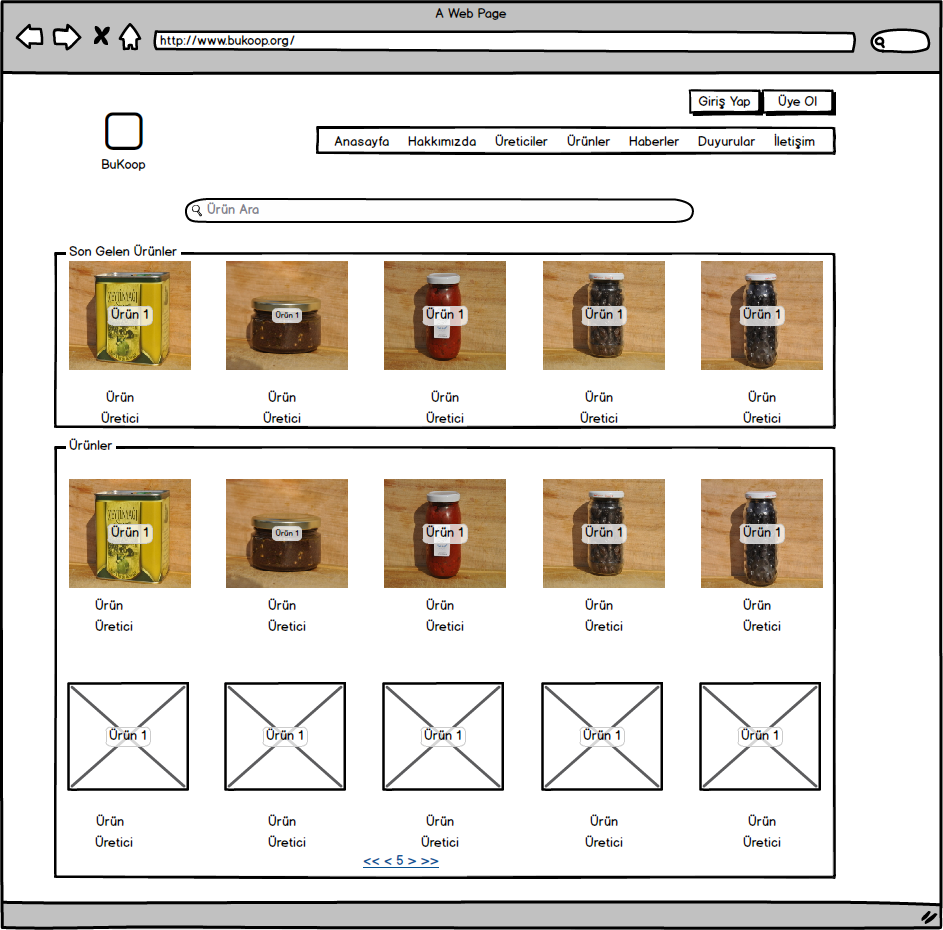 A Web Page
http://www.bukoop.org/
Giriş Yap Üye Ol
BuKoop
Anasayfa Hakkımızda Üreticiler Ürünler Haberler Duyurular İletişim
Ürün Ara
Son Gelen Ürünler
ZEYTİNYAĞI
Ürün 1 Ürün 1 Ürün 1 Ürün 1 Ürün 1
Ürün Ürün Ürün Ürün Ürün
Üretici Üretici Üretici Üretici Üretici
Ürünler
ZEYTİNYAĞI
Ürün 1 Ürün 1 Ürün 1 Ürün 1 Ürün 1
Ürün Ürün Ürün Ürün Ürün
Üretici Üretici Üretici Üretici Üretici
Ürün 1 Ürün 1 Ürün 1 Ürün 1 Ürün 1
Ürün Ürün Ürün Ürün Ürün
Üretici Üretici Üretici Üretici Üretici
<< < 5 > >>